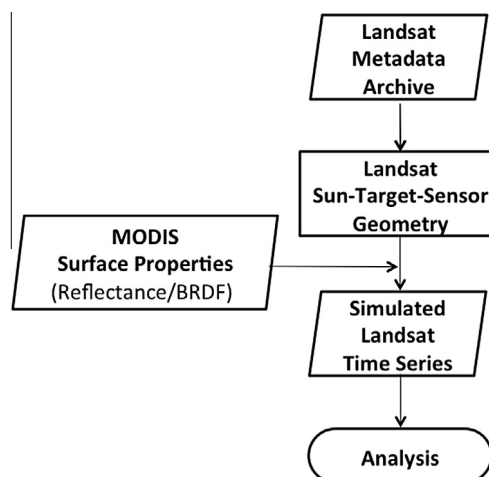 Landsat
Metadata
Archive
Landsat
Sun-Target-Sensor
Geometry
MODIS
Surface Properties
(Reflectance/BRDF)
Simulated
Landsat
Time Series
Analysis